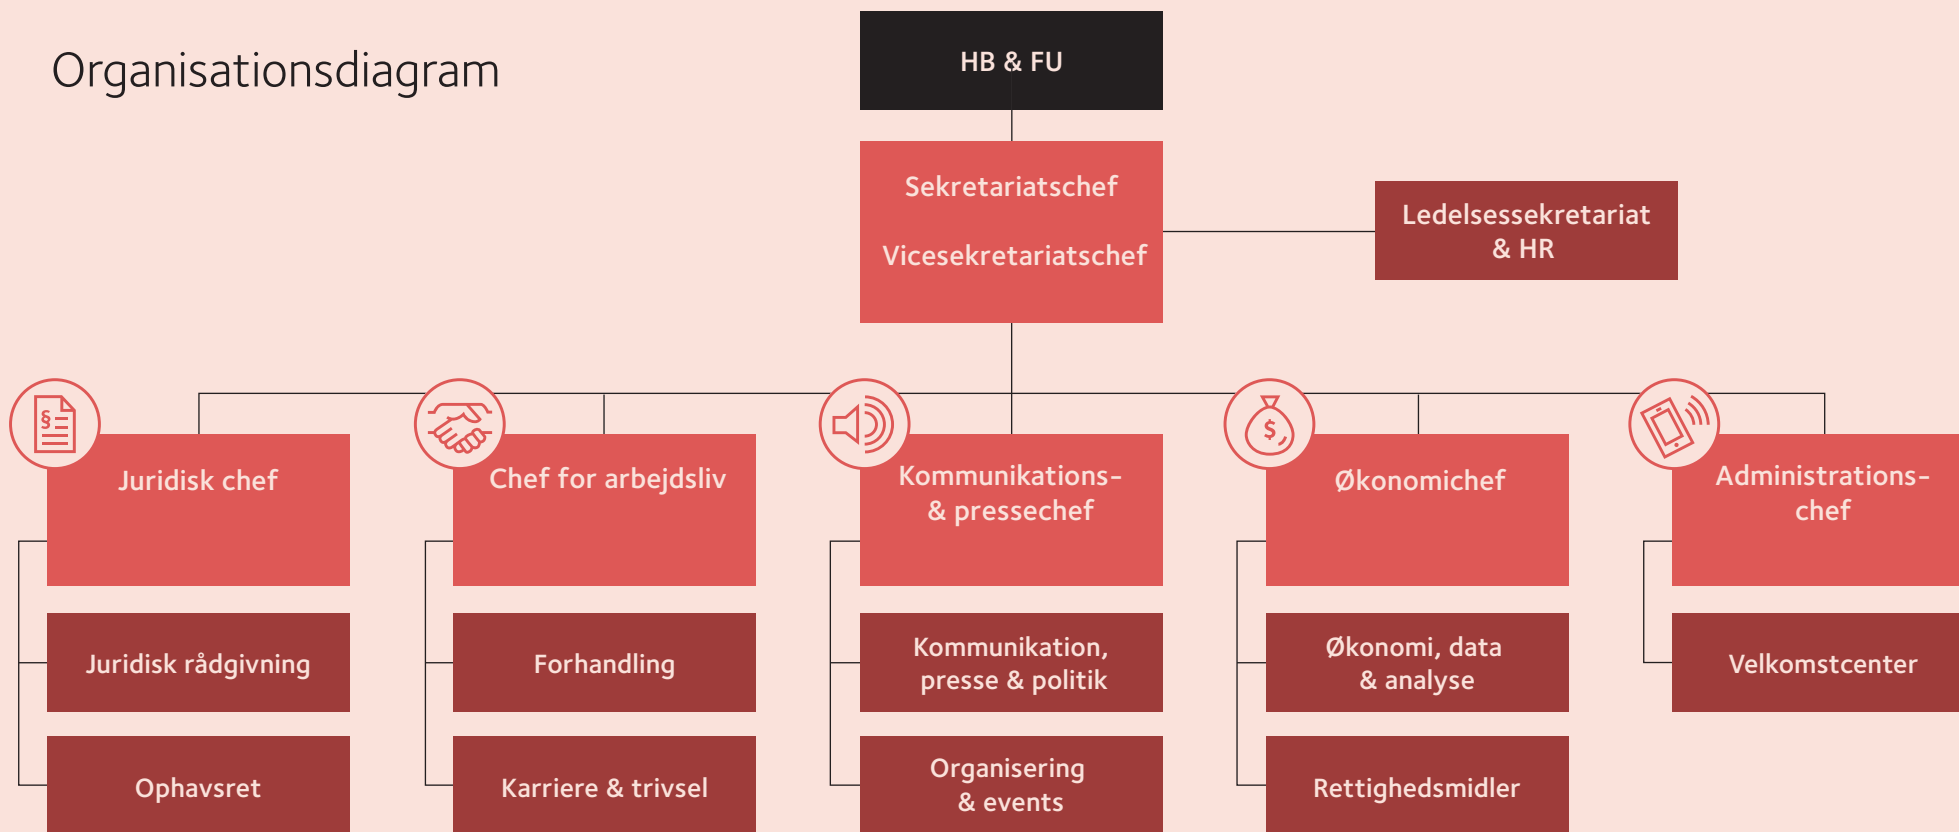 Organisationsdiagram
HB & FU
Sekretariatschef
Vicesekretariatschef
Ledelsessekretariat
& HR
§
$
Juridisk chef
Chef for arbejdsliv
Kommunikations-
& pressechef
Økonomichef
Administrations-
chef
Juridisk rådgivning
Forhandling
Kommunikation,
presse & politik
Økonomi, data
& analyse
Velkomstcenter
Ophavsret
Karriere & trivsel
Organisering
& events
Rettighedsmidler